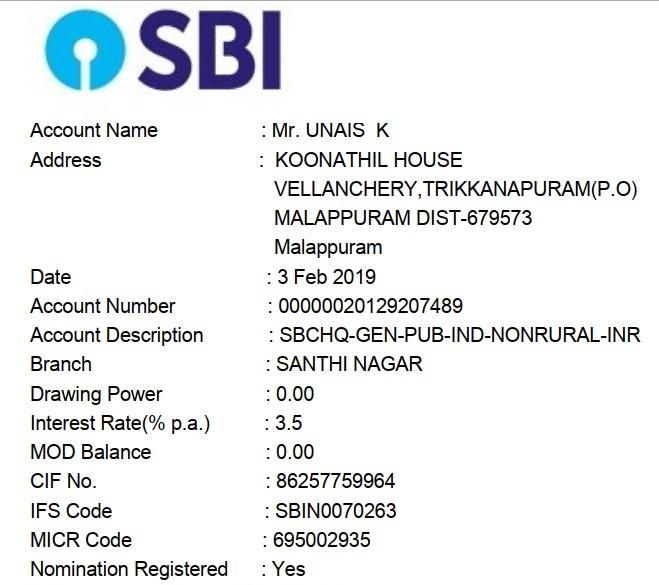 SBI
Account Name : Mr. UNAIS K
Address : KOONATHIL HOUSE
VELLANCHERY,TRIKKANAPURAM(P.O)
MALAPPURAM DIST-679573
Malappuram
Date : 3 Feb 2019
Account Number : 00000020129207489
Account Description : SBCHQ-GEN-PUB-IND-NONRURAL-INR
Branch : SANTHI NAGAR
Drawing Power : 0.00
Interest Rate(% p.a.) : 3.5
MOD Balance : 0.00
CIF No. : 86257759964
IFS Code : SBIN0070263
MICR Code : 695002935
Nomination Registered : Yes